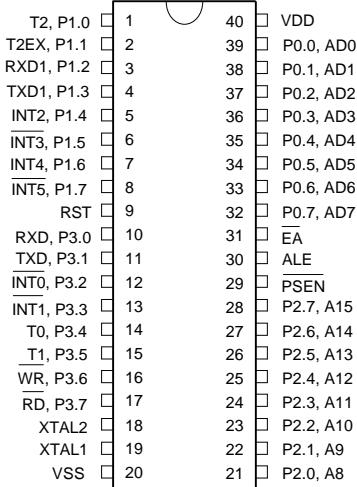 T2, P1.0 1 40 VDD
T2EX, P1.1 2 39 P0.0, AD0
RXD1, P1.2 3 38 P0.1, AD1
TXD1, P1.3 4 37 P0.2, AD2
INT2, P1.4 5 36 P0.3, AD3
INT3, P1.5 6 35 P0.4, AD4
INT4, P1.6 7 34 P0.5, AD5
INT5, P1.7 8 33 P0.6, AD6
RST 9 32 P0.7, AD7
RXD, P3.0 10 31 EA
TXD, P3.1 11 30 ALE
INT0, P3.2 12 29 PSEN
INT1, P3.3 13 28 P2.7, A15
T0, P3.4 14 27 P2.6, A14
T1, P3.5 15 26 P2.5, A13
WR, P3.6 16 25 P2.4, A12
RD, P3.7 17 24 P2.3, A11
XTAL2 18 23 P2.2, A10
XTAL1 19 22 P2.1, A9
VSS 20 21 P2.0, A8